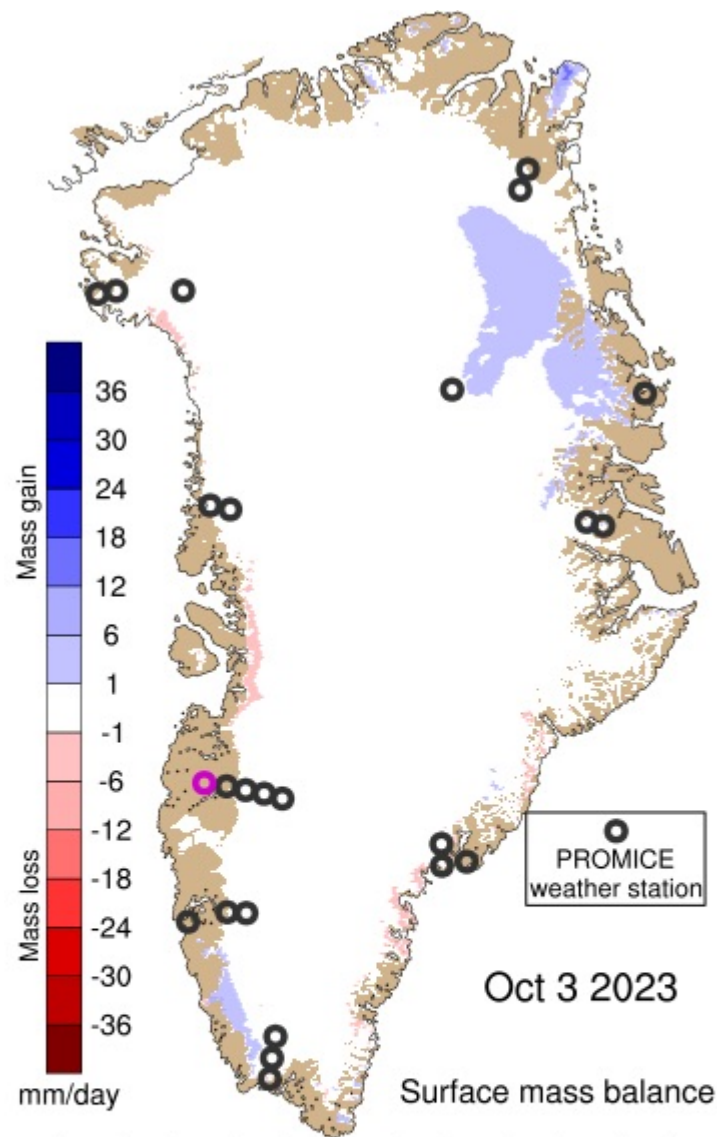 Mass gain
36
30
24
18
12
6
1
-1
-6
-12
-18
-24
-30
-36
Mass loss
mm/day
PROMICE
weather station
Oct 3 2023
Surface mass balance